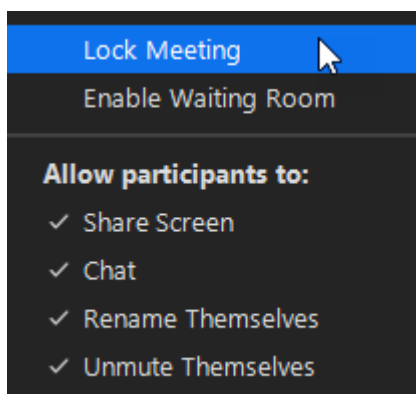 Lock Meeting
Enable Waiting Room
Allow participants to:
Share Screen
Chat
Rename Themselves
Unmute Themselves